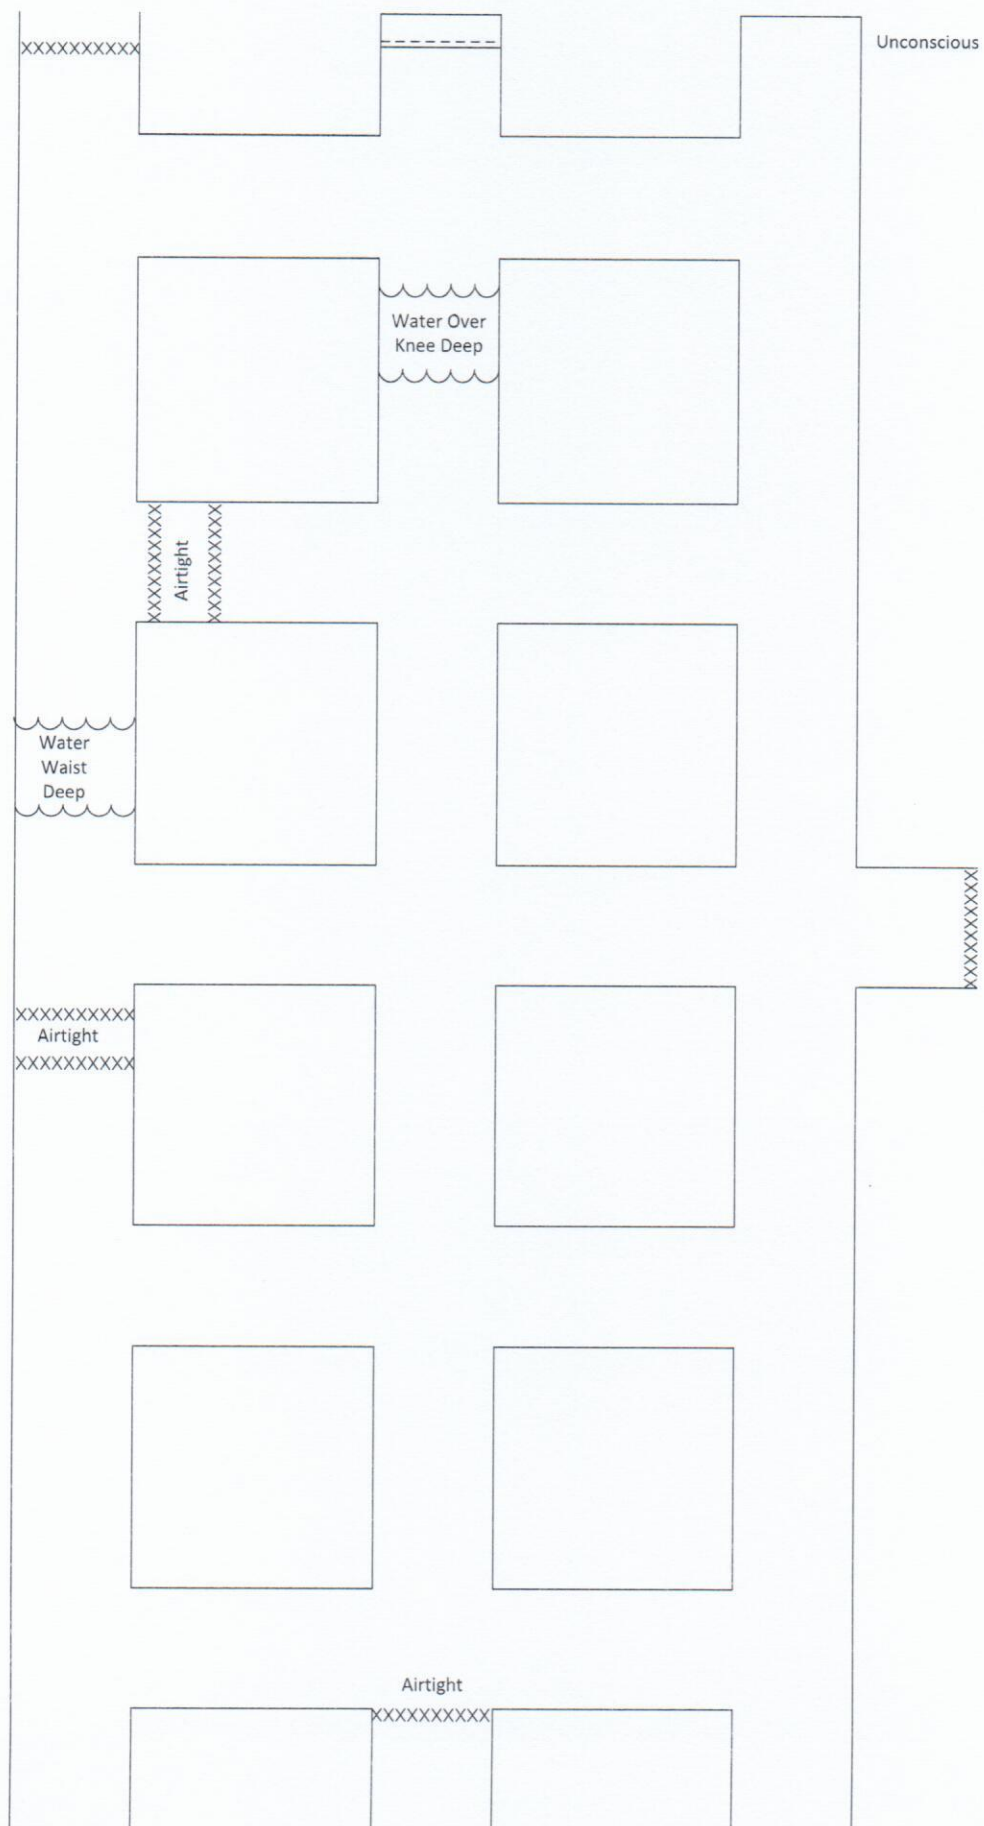 Unconscious
Water Over
Knee Deep
Airtight
Water
Waist
Deep
Airtight
Airtight